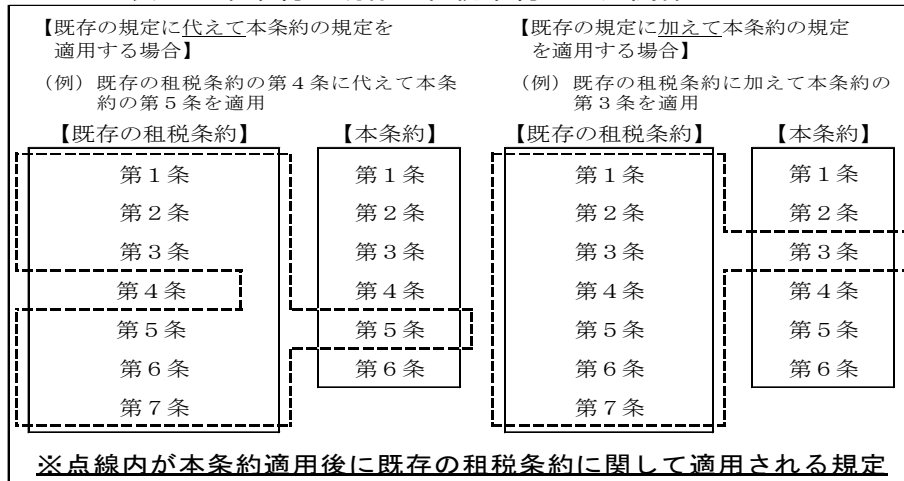 【既存の規定に代えて本条約の規定を
適用する場合】
（例）既存の租税条約の第４条に代えて本条
約の第５条を適用
【既存の租税条約】
第１条
第２条
第３条
第４条
第５条
第６条
第７条
【本条約】
第１条
第２条
第３条
第４条
第５条
第６条
【既存の規定に加えて本条約の規定
を適用する場合】
（例）既存の租税条約に加えて本条約の
第３条を適用
【既存の租税条約】
第１条
第２条
第３条
第４条
第５条
第６条
第７条
【本条約】
第１条
第２条
第３条
第４条
第５条
第６条
※点線内が本条約適用後に既存の租税条約に関して適用される規定